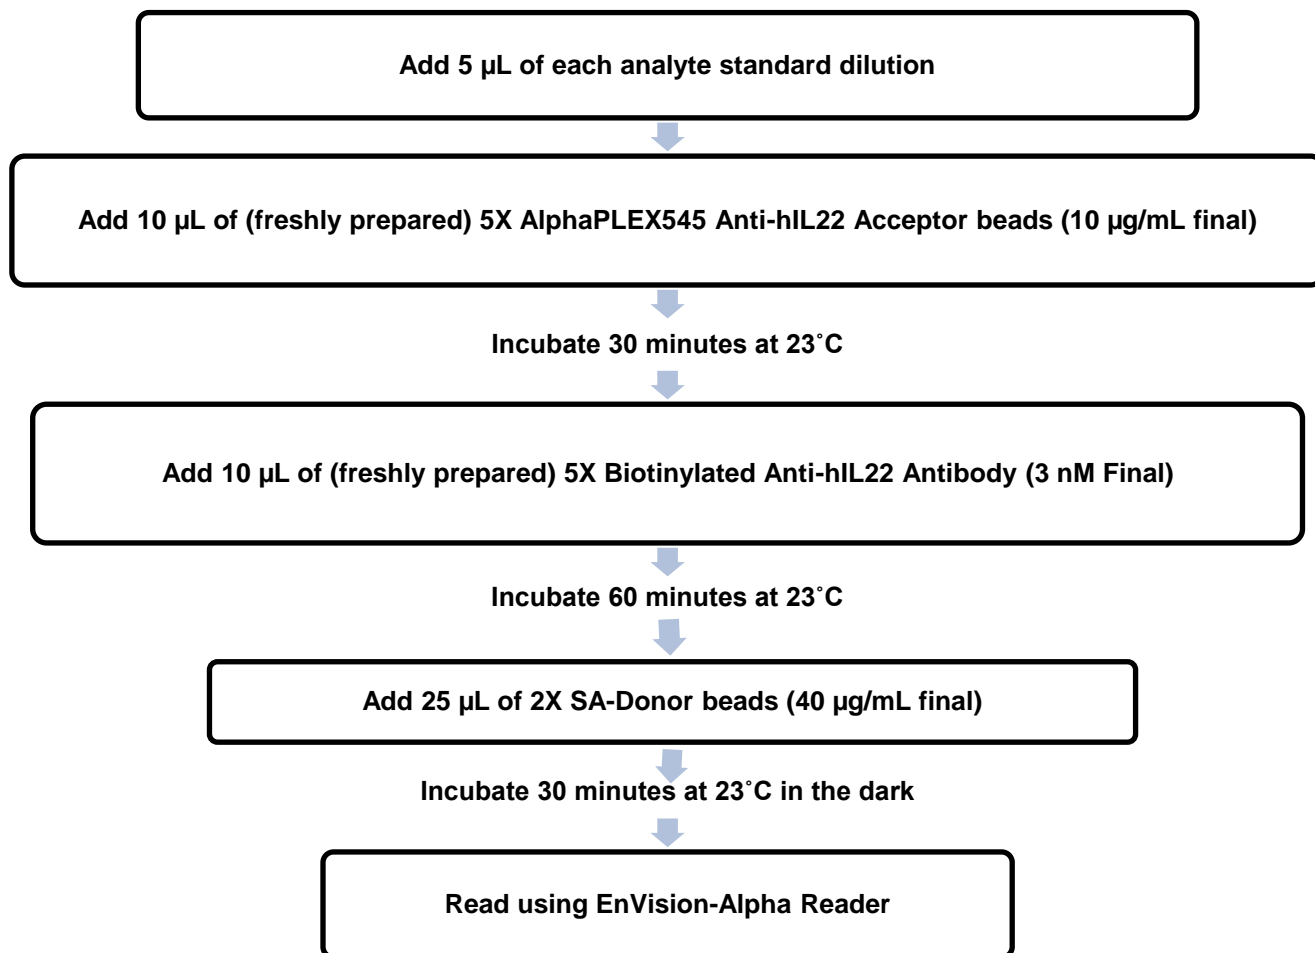 Add 5 µL of each analyte standard dilution
Add 10 µL of (freshly prepared) 5X AlphaPLEX545 Anti-hIL22 Acceptor beads (10 µg/mL final)
Incubate 30 minutes at 23˚C
Add 10 µL of (freshly prepared) 5X Biotinylated Anti-hIL22 Antibody (3 nM Final)
Incubate 60 minutes at 23˚C
Add 25 µL of 2X SA-Donor beads (40 µg/mL final)
Incubate 30 minutes at 23˚C in the dark
Read using EnVision-Alpha Reader